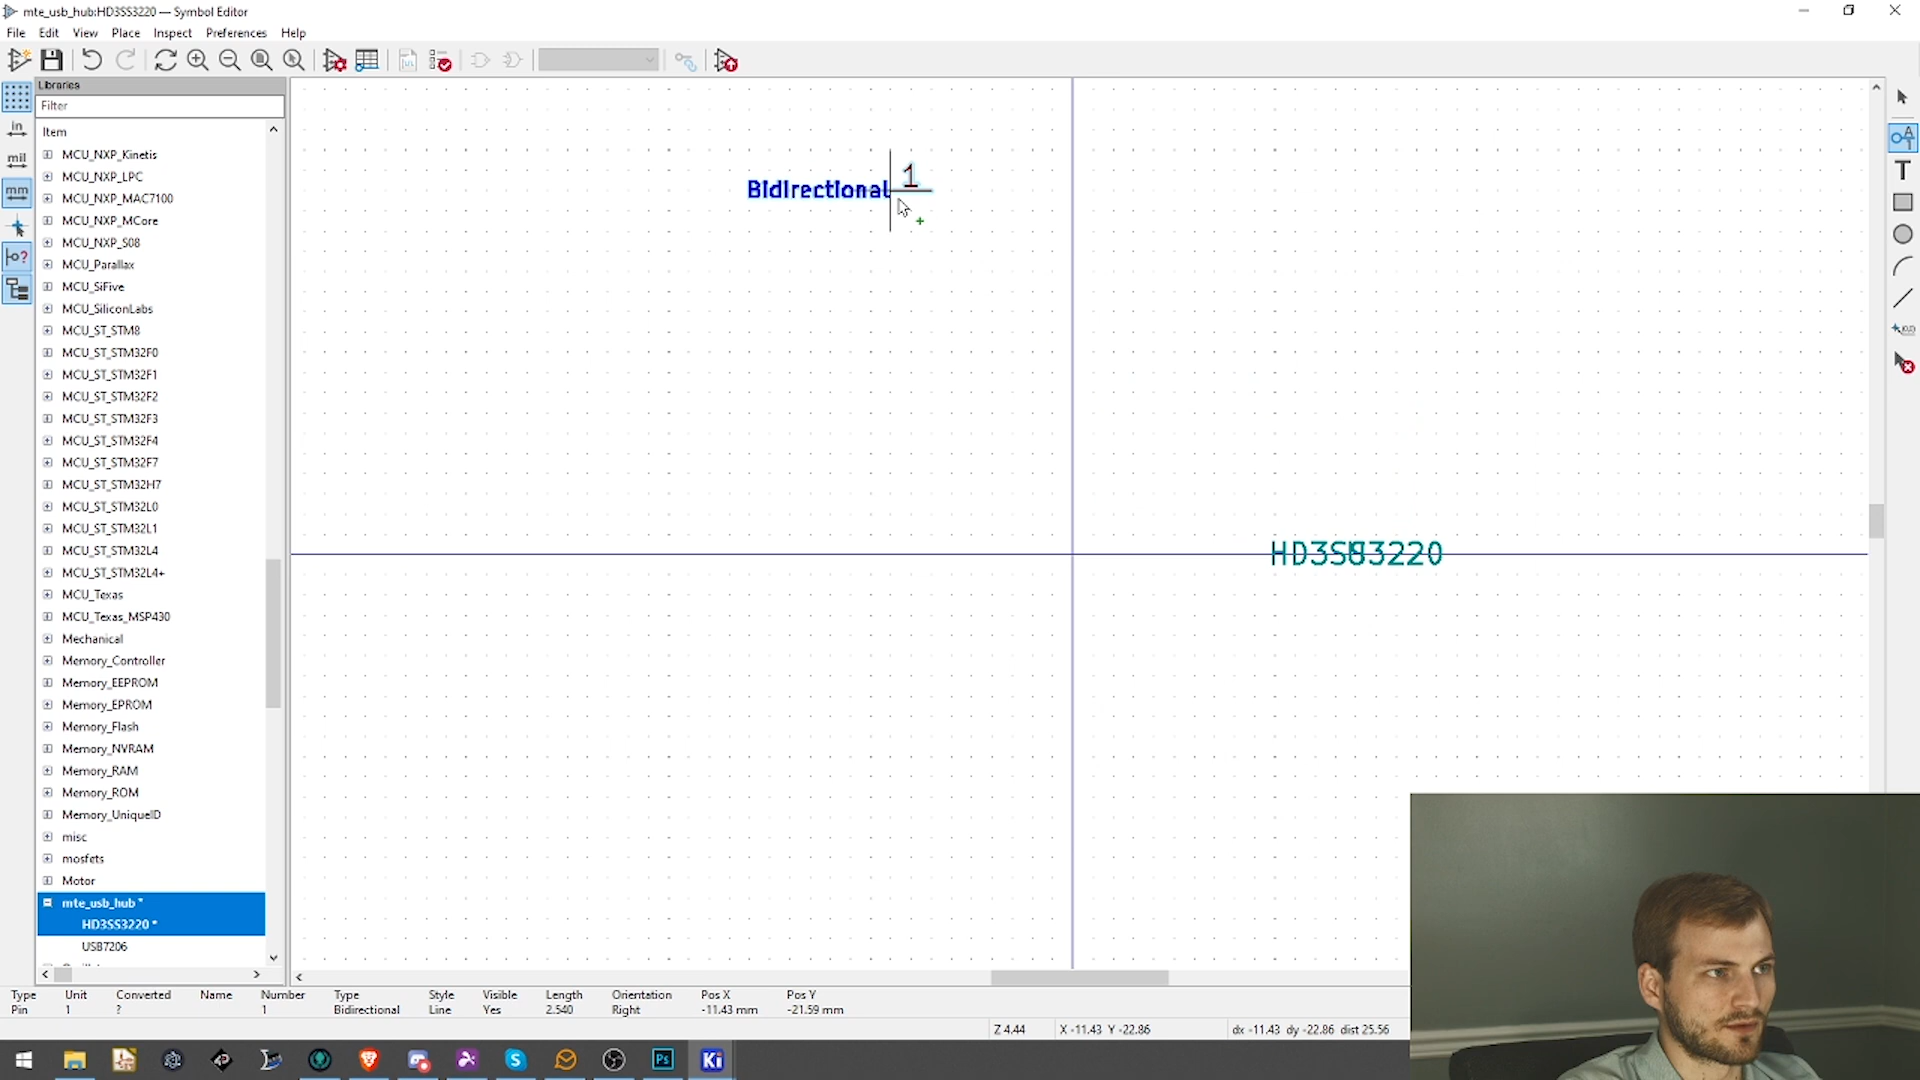 mte_usb_hub:HD3SS3220 — Symbol Editor
File Edit View Place Inspect Preferences Help
Libraries
Filter
Item
in
mil
mm
MCU_NXP_Kinetis
MCU_NXP_LPC
MCU_NXP_MAC7100
MCU_NXP_MCore
MCU_NXP_S08
MCU_Parallax
MCU_SiFive
MCU_SiliconLabs
MCU_ST_STM8
MCU_ST_STM32F0
MCU_ST_STM32F1
MCU_ST_STM32F2
MCU_ST_STM32F3
MCU_ST_STM32F4
MCU_ST_STM32F7
MCU_ST_STM32H7
MCU_ST_STM32L0
MCU_ST_STM32L1
MCU_ST_STM32L4
MCU_ST_STM32L4+
MCU_Texas
MCU_Texas_MSP430
Mechanical
Memory_Controller
Memory_EEPROM
Memory_EPROM
Memory_Flash
Memory_NVRAM
Memory_RAM
Memory_ROM
Memory_UniqueID
misc
mosfets
Motor
mte_usb_hub *
HD3SS3220 *
USB7206
1
Bidirectional
Type Unit Converted Name Number Type Style Visible Length Orientation Pos X Pos Y
Pin 1 ? 1 Bidirectional Line Yes 2.540 Right -11.43 mm -21.59 mm
Z 4.44 X -11.43 Y -22.86 dx -11.43 dy -22.86 dist 25.56
Ps
Ki